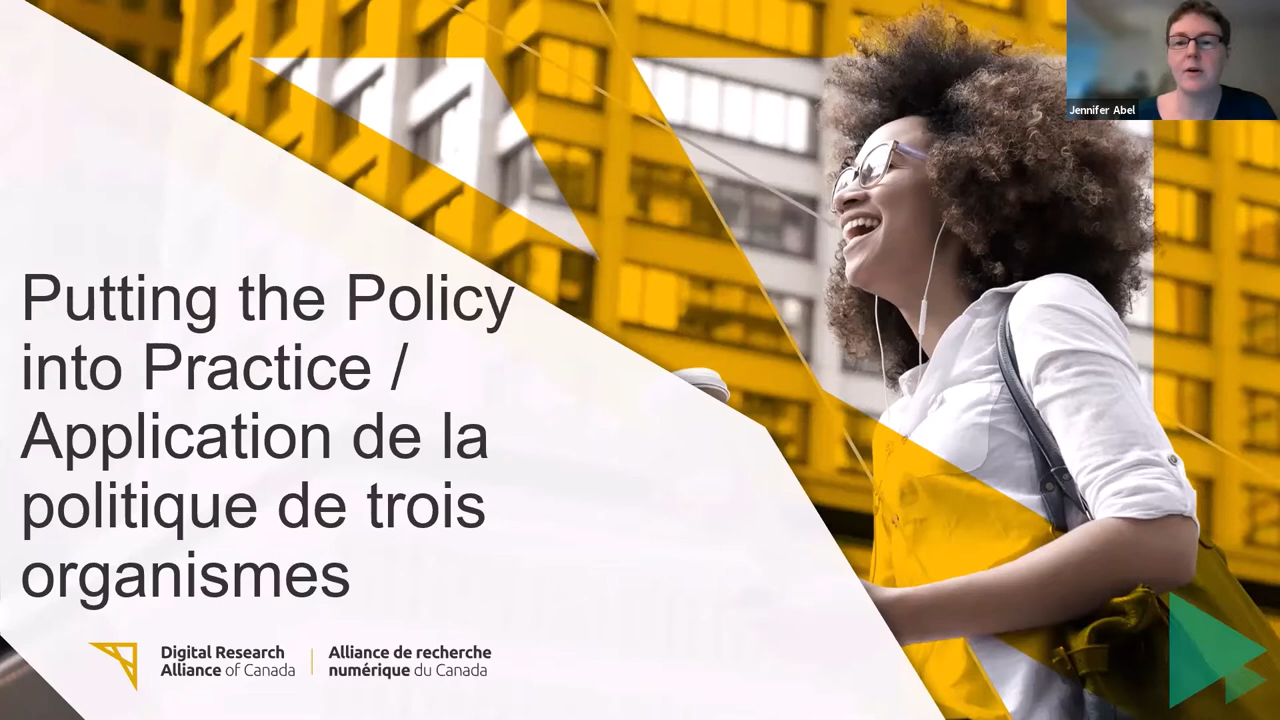 Jennifer Abel
Putting the Policy
into Practice /
Application de la
politique de trois
organismes
Digital Research
Alliance of Canada
Alliance de recherche
numérique du Canada